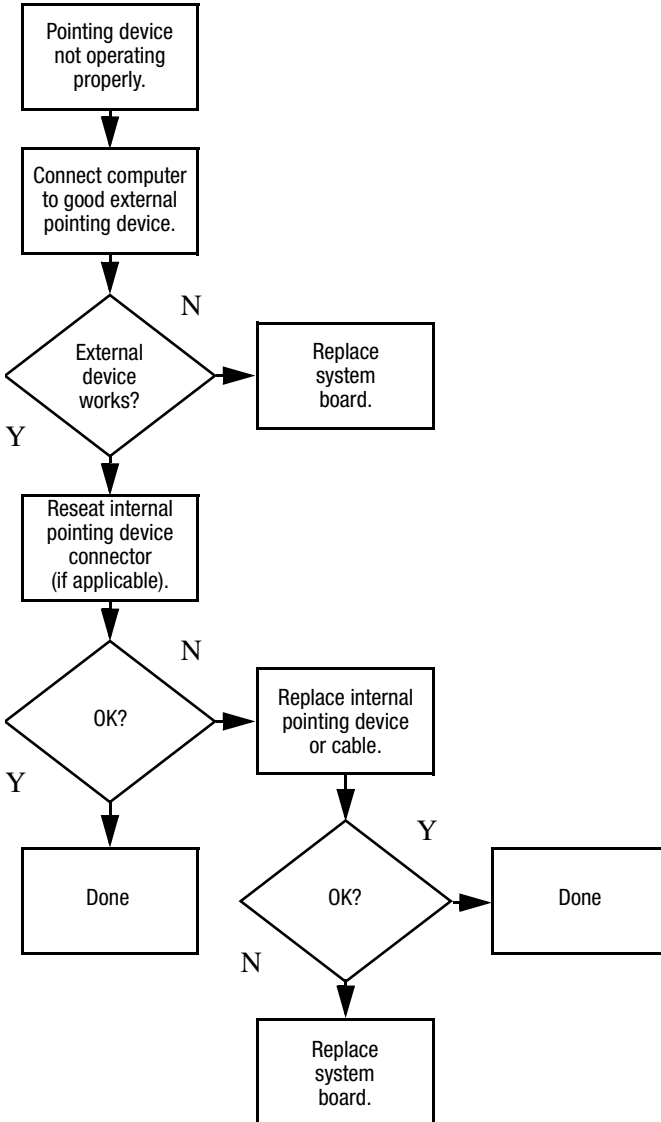 Pointing device
not operating
properly.
Connect computer
to good external
pointing device.
N
External
device
works?
Replace
system
board.
Y
Reseat internal
pointing device
connector
(if applicable).
N
OK?
Replace internal
pointing device
or cable.
Y
Y
Done
OK?
Done
N
Replace
system
board.